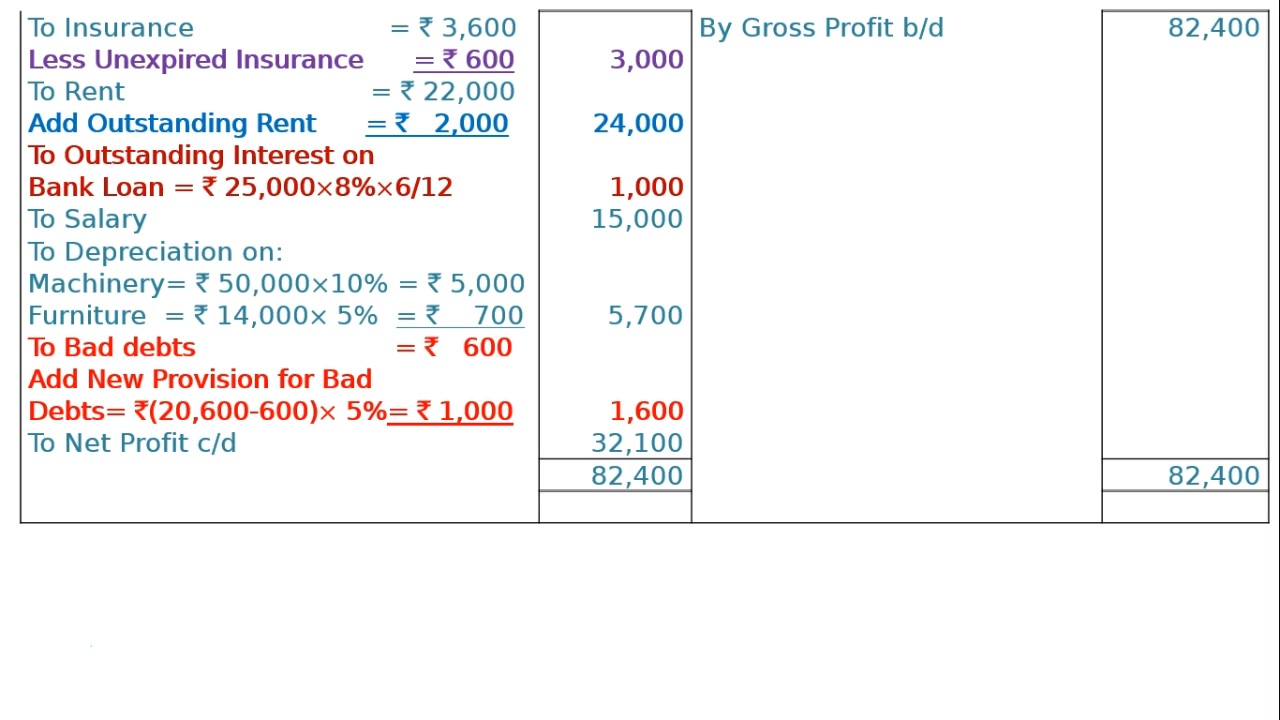 To Insurance = ₹ 3,600 By Gross Profit b/d 82,400
Less Unexpired Insurance = ₹ 600 3,000
To Rent = ₹ 22,000
Add Outstanding Rent = ₹ 2,000 24,000
To Outstanding Interest on
Bank Loan = ₹ 25,000×8%×6/12 1,000
To Salary 15,000
To Depreciation on:
Machinery= ₹ 50,000×10% = ₹ 5,000
Furniture = ₹ 14,000× 5% = ₹ 700 5,700
To Bad debts = ₹ 600
Add New Provision for Bad
Debts= ₹(20,600-600)× 5%= ₹ 1,000 1,600
To Net Profit c/d 32,100
82,400 82,400